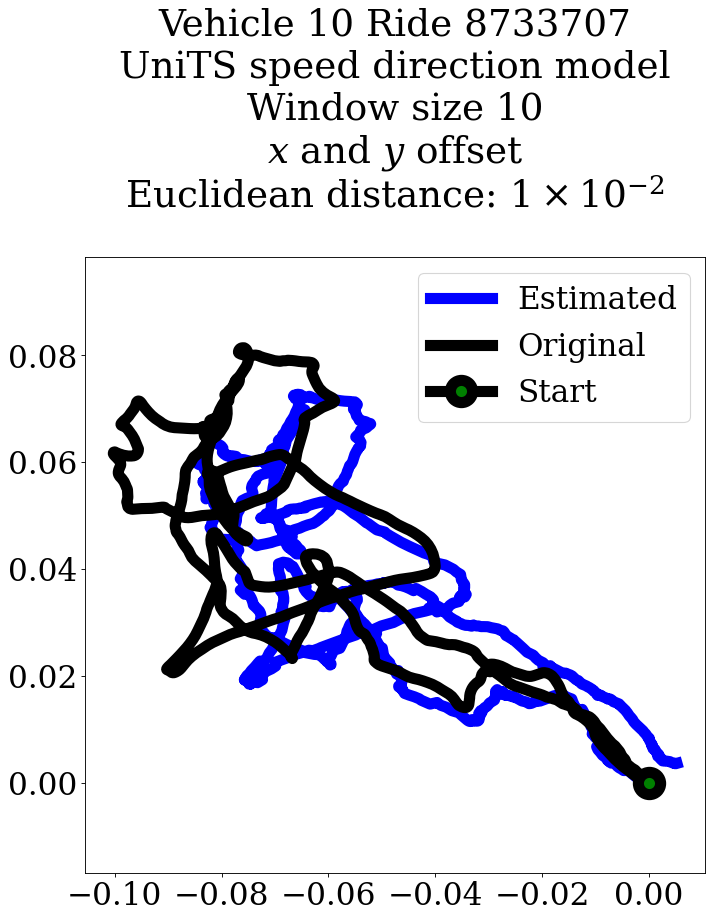 Vehicle 10 Ride 8733707
UniTS speed direction model
Window size 10
x and y offset
Euclidean distance: 1 × 10⁻²
Estimated
Original
Start
0.08
0.06
0.04
0.02
0.00
−0.10 −0.08 −0.06 −0.04 −0.02 0.00